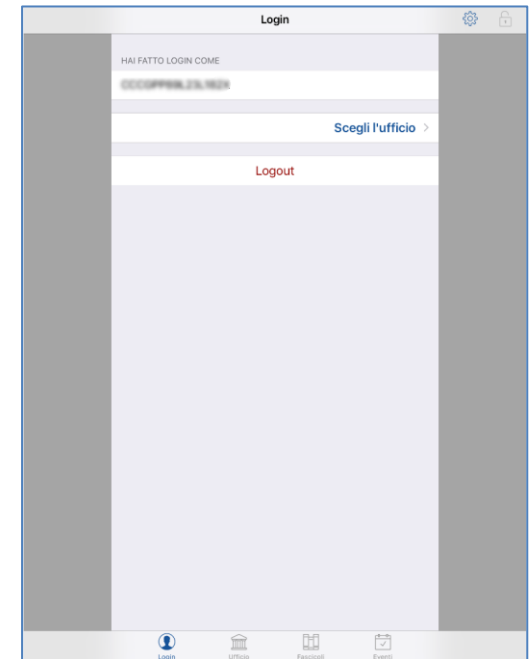 Login
HAI FATTO LOGIN COME
Scegli l'ufficio
Logout
Login Ufficio Fascicoli Eventi